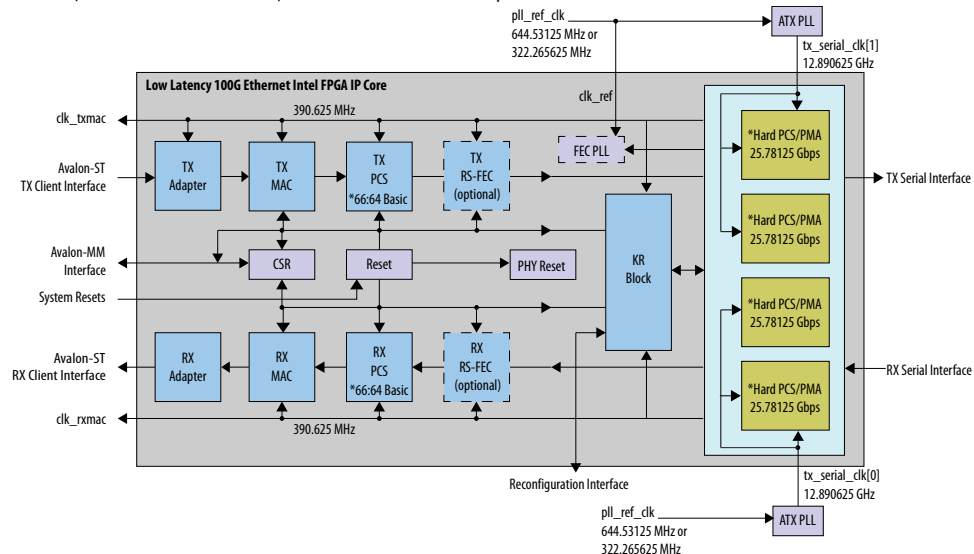 pll_ref_clk
644.53125 MHz or
322.265625 MHz
ATX PLL
tx_serial_clk[1]
12.890625 GHz
Low Latency 100G Ethernet Intel FPGA IP Core
clk_ref
390.625 MHz
clk_txmac
FEC PLL
*Hard PCS/PMA
25.78125 Gbps
Avalon-ST
TX Client Interface
TX
Adapter
TX
MAC
TX
PCS
*66:64 Basic
TX
RS-FEC
(optional)
TX Serial Interface
*Hard PCS/PMA
25.78125 Gbps
Avalon-MM
Interface
CSR
Reset
PHY Reset
KR
Block
System Resets
*Hard PCS/PMA
25.78125 Gbps
Avalon-ST
RX Client Interface
RX
Adapter
RX
MAC
RX
PCS
*66:64 Basic
RX
RS-FEC
(optional)
RX Serial Interface
*Hard PCS/PMA
25.78125 Gbps
clk_rxmac
390.625 MHz
Reconfiguration Interface
tx_serial_clk[0]
12.890625 GHz
pll_ref_clk
644.53125 MHz or
322.265625 MHz
ATX PLL